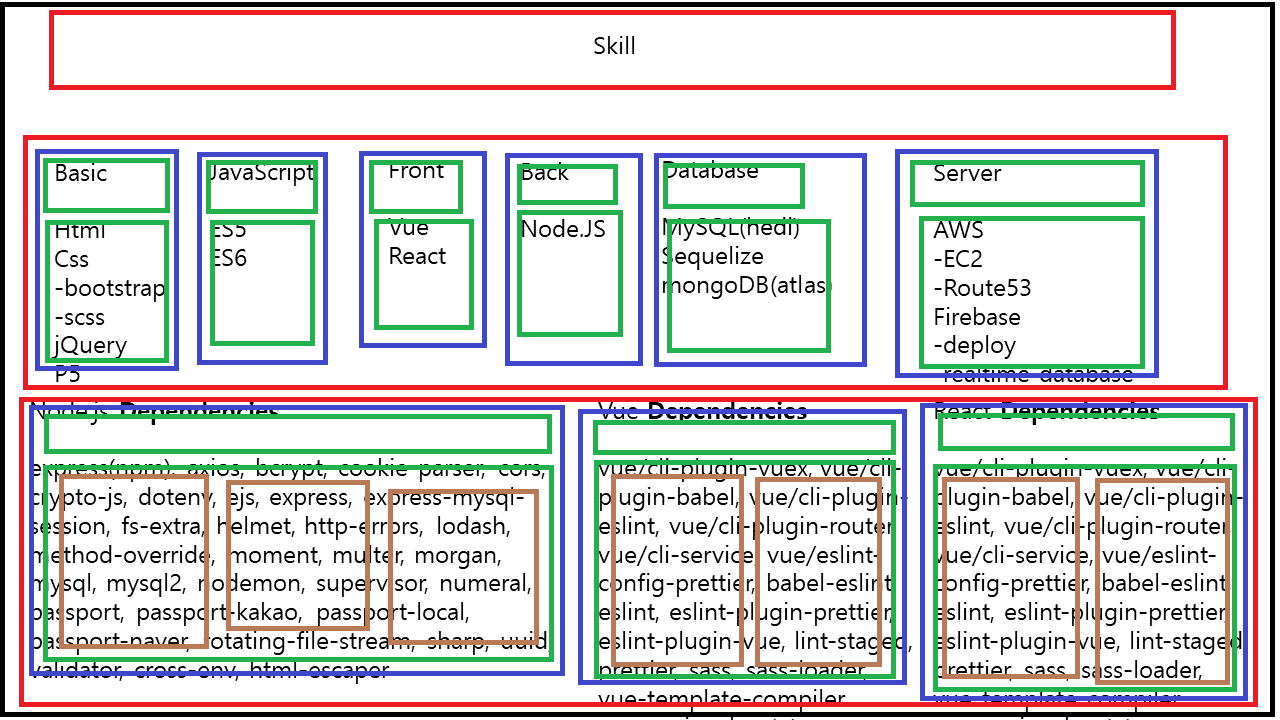 Skill
Basic
Html
Css
-bootstrap
-scss
jQuery
P5
JavaScript
ES5
ES6
Front
Vue
React
Back
Node.JS
Database
MySQL(hedi)
Sequelize
mongoDB(atlas)
Server
AWS
-EC2
-Route53
Firebase
-deploy
-realtime database
Node.js Dependencies
express(npm), axios, bcrypt, cookie-parser, cors,
crypto-js, dotenv, ejs, express, express-mysql-
session, fs-extra, helmet, http-errors, lodash,
method-override, moment, multer, morgan,
mysql, mysql2, nodemon, supervisor, numeral,
passport, passport-kakao, passport-local,
passport-naver, rotating-file-stream, sharp, uuid,
validator, cross-env, html-escaper
Vue Dependencies
vue/cli-plugin-vuex, vue/cli-
plugin-babel, vue/cli-plugin-
eslint, vue/cli-plugin-router,
vue/cli-service, vue/eslint-
config-prettier, babel-eslint,
eslint, eslint-plugin-prettier,
eslint-plugin-vue, lint-staged,
prettier, sass, sass-loader,
vue-template-compiler
React Dependencies
vue/cli-plugin-vuex, vue/cli-
plugin-babel, vue/cli-plugin-
eslint, vue/cli-plugin-router,
vue/cli-service, vue/eslint-
config-prettier, babel-eslint,
eslint, eslint-plugin-prettier,
eslint-plugin-vue, lint-staged,
prettier, sass, sass-loader,
vue-template-compiler